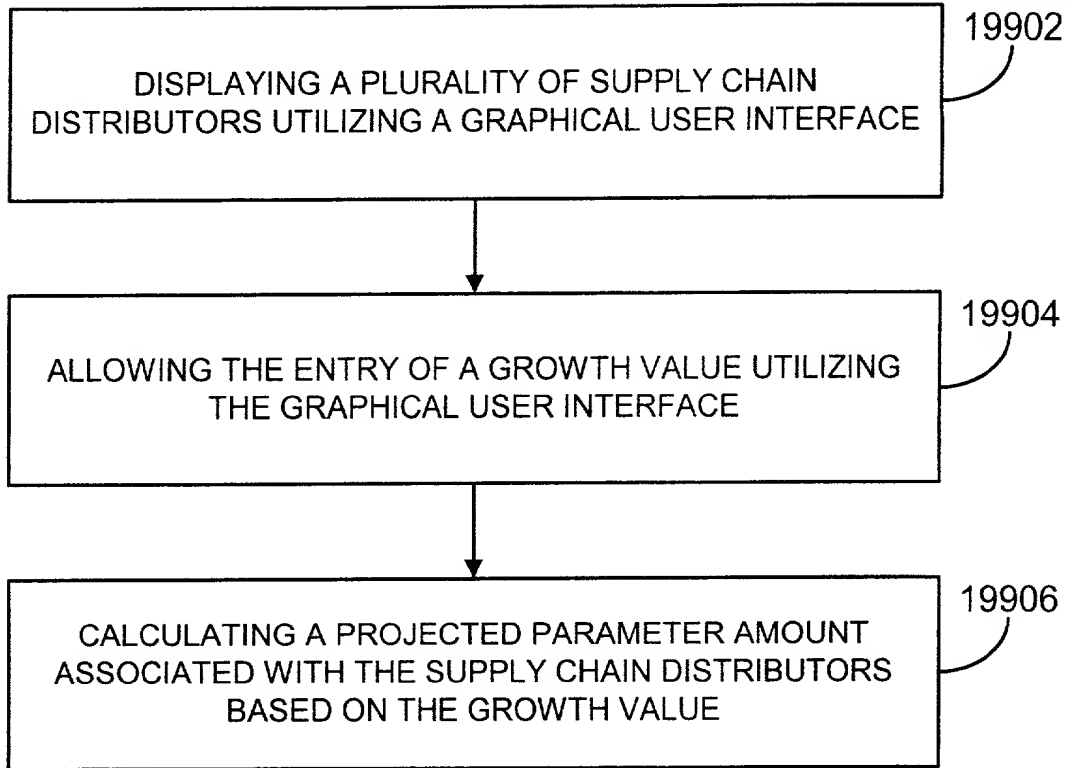 19902
DISPLAYING A PLURALITY OF SUPPLY CHAIN
DISTRIBUTORS UTILIZING A GRAPHICAL USER INTERFACE
19904
ALLOWING THE ENTRY OF A GROWTH VALUE UTILIZING
THE GRAPHICAL USER INTERFACE
19906
CALCULATING A PROJECTED PARAMETER AMOUNT
ASSOCIATED WITH THE SUPPLY CHAIN DISTRIBUTORS
BASED ON THE GROWTH VALUE